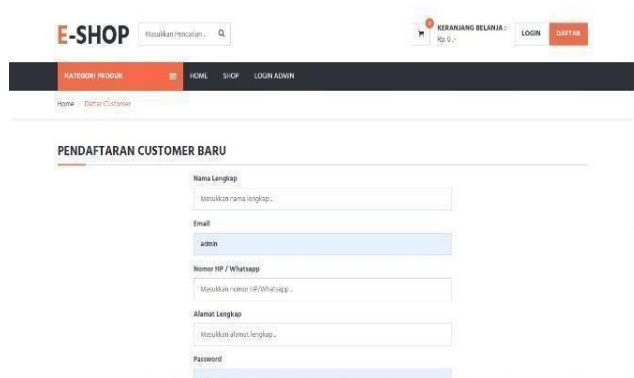 E-SHOP
Masukkan Pencarian..
0
KERANJANG BELANJA :
Rp. 0 ,-
LOGIN
DAFTAR
KATEGORI PRODUK
HOME
SHOP
LOGIN ADMIN
Home / Daftar Customer
PENDAFTARAN CUSTOMER BARU
Nama Lengkap
Masukkan nama lengkap..
Email
admin
Nomor HP / Whatsapp
Masukkan nomor HP/Whatsapp ..
Alamat Lengkap
Masukkan alamat lengkap..
Password